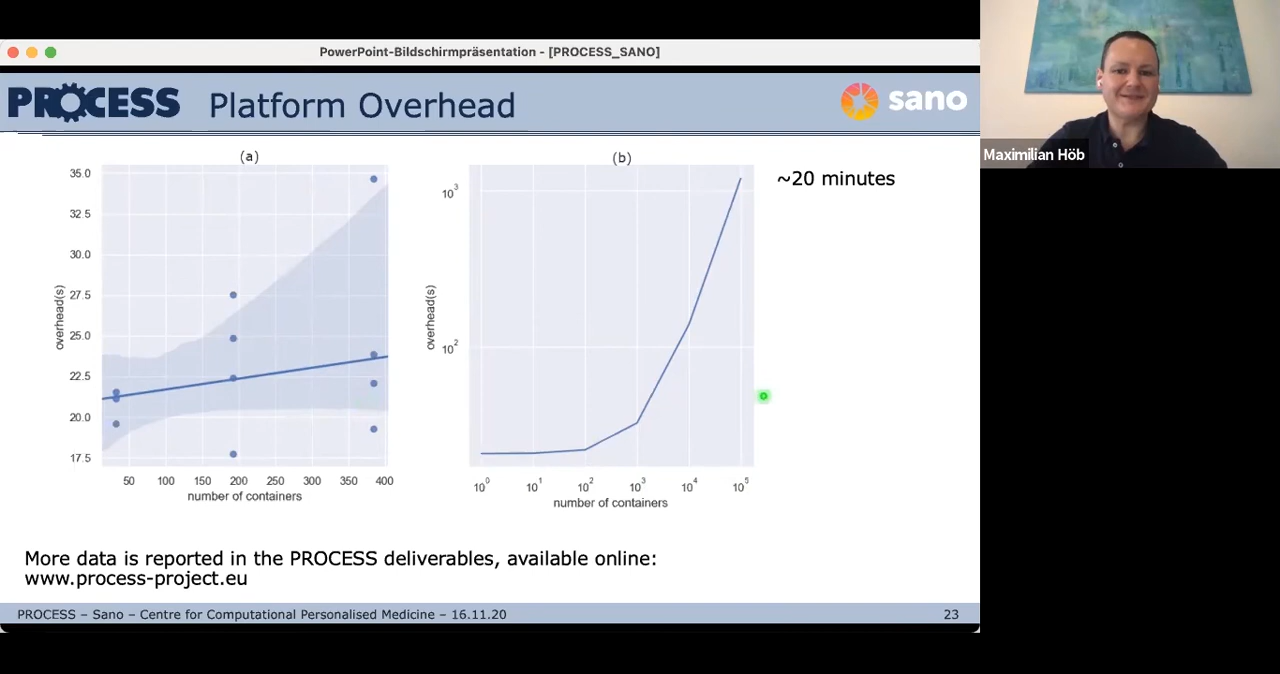 PowerPoint-Bildschirmpräsentation - [PROCESS_SANO]
PROCESS
Platform Overhead
sano
Maximilian Höb
(a)
35.0
32.5
30.0
27.5
25.0
22.5
20.0
17.5
overhead(s)
50 100 150 200 250 300 350 400
number of containers
(b)
10³
10²
overhead(s)
10⁰ 10¹ 10² 10³ 10⁴ 10⁵
number of containers
~20 minutes
More data is reported in the PROCESS deliverables, available online:
www.process-project.eu
PROCESS – Sano – Centre for Computational Personalised Medicine – 16.11.20
23